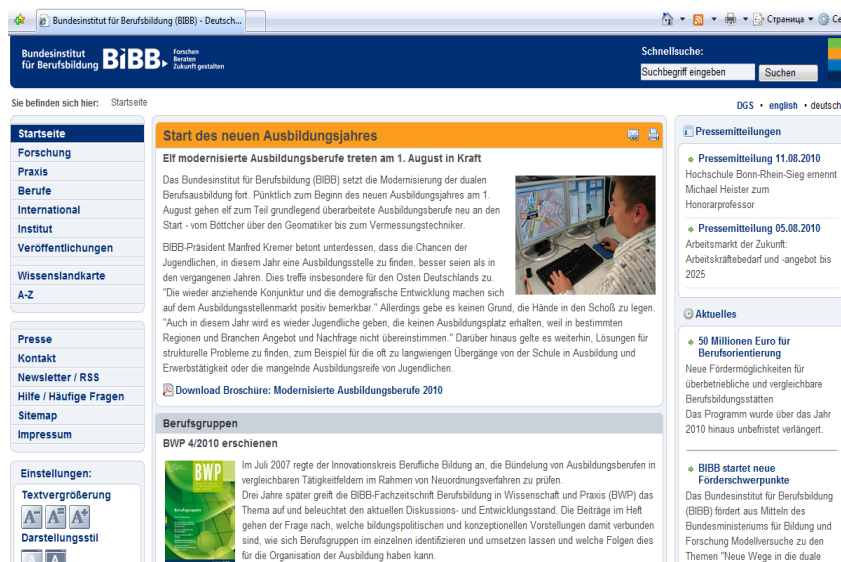 Bundesinstitut für Berufsbildung (BIBB) - Deutsch...
Страница
Bundesinstitut
für Berufsbildung
BiBB
Forschen
Beraten
Zukunft gestalten
Schnellsuche:
Suchbegriff eingeben
Suchen
Sie befinden sich hier: Startseite
DGS • english • deutsch
Startseite
Forschung
Praxis
Berufe
International
Institut
Veröffentlichungen
Wissenslandkarte
A-Z
Presse
Kontakt
Newsletter / RSS
Hilfe / Häufige Fragen
Sitemap
Impressum
Einstellungen:
Textvergrößerung
A- A= A+
Darstellungsstil
Start des neuen Ausbildungsjahres
Elf modernisierte Ausbildungsberufe treten am 1. August in Kraft
Das Bundesinstitut für Berufsbildung (BIBB) setzt die Modernisierung der dualen
Berufsausbildung fort. Pünktlich zum Beginn des neuen Ausbildungsjahres am 1.
August gehen elf zum Teil grundlegend überarbeitete Ausbildungsberufe neu an den
Start - vom Böttcher über den Geomatiker bis zum Vermessungstechniker.
BIBB-Präsident Manfred Kremer betont unterdessen, dass die Chancen der
Jugendlichen, in diesem Jahr eine Ausbildungsstelle zu finden, besser seien als in
den vergangenen Jahren. Dies treffe insbesondere für den Osten Deutschlands zu.
"Die wieder anziehende Konjunktur und die demografische Entwicklung machen sich
auf dem Ausbildungsstellenmarkt positiv bemerkbar." Allerdings gebe es keinen Grund, die Hände in den Schoß zu legen.
"Auch in diesem Jahr wird es wieder Jugendliche geben, die keinen Ausbildungsplatz erhalten, weil in bestimmten
Regionen und Branchen Angebot und Nachfrage nicht übereinstimmen." Darüber hinaus gelte es weiterhin, Lösungen für
strukturelle Probleme zu finden, zum Beispiel für die oft zu langwierigen Übergänge von der Schule in Ausbildung und
Erwerbstätigkeit oder die mangelnde Ausbildungsreife von Jugendlichen.
Download Broschüre: Modernisierte Ausbildungsberufe 2010
Berufsgruppen
BWP 4/2010 erschienen
BWP
Berufsgruppen
Im Juli 2007 regte der Innovationskreis Berufliche Bildung an, die Bündelung von Ausbildungsberufen in
vergleichbaren Tätigkeitfeldern im Rahmen von Neuordnungsverfahren zu prüfen.
Drei Jahre später greift die BIBB-Fachzeitschrift Berufsbildung in Wissenschaft und Praxis (BWP) das
Thema auf und beleuchtet den aktuellen Diskussions- und Entwicklungsstand. Die Beiträge im Heft
gehen der Frage nach, welche bildungspolitischen und konzeptionellen Vorstellungen damit verbunden
sind, wie sich Berufsgruppen im einzelnen identifizieren und umsetzen lassen und welche Folgen dies
für die Organisation der Ausbildung haben kann.
Pressemitteilungen
Pressemitteilung 11.08.2010
Hochschule Bonn-Rhein-Sieg ernennt
Michael Heister zum
Honorarprofessor
Pressemitteilung 05.08.2010
Arbeitsmarkt der Zukunft:
Arbeitskräftebedarf und -angebot bis
2025
Aktuelles
50 Millionen Euro für
Berufsorientierung
Neue Fördermöglichkeiten für
überbetriebliche und vergleichbare
Berufsbildungsstätten
Das Programm wurde über das Jahr
2010 hinaus unbefristet verlängert.
BIBB startet neue
Förderschwerpunkte
Das Bundesinstitut für Berufsbildung
(BIBB) fördert aus Mitteln des
Bundesministeriums für Bildung und
Forschung Modellversuche zu den
Themen "Neue Wege in die duale